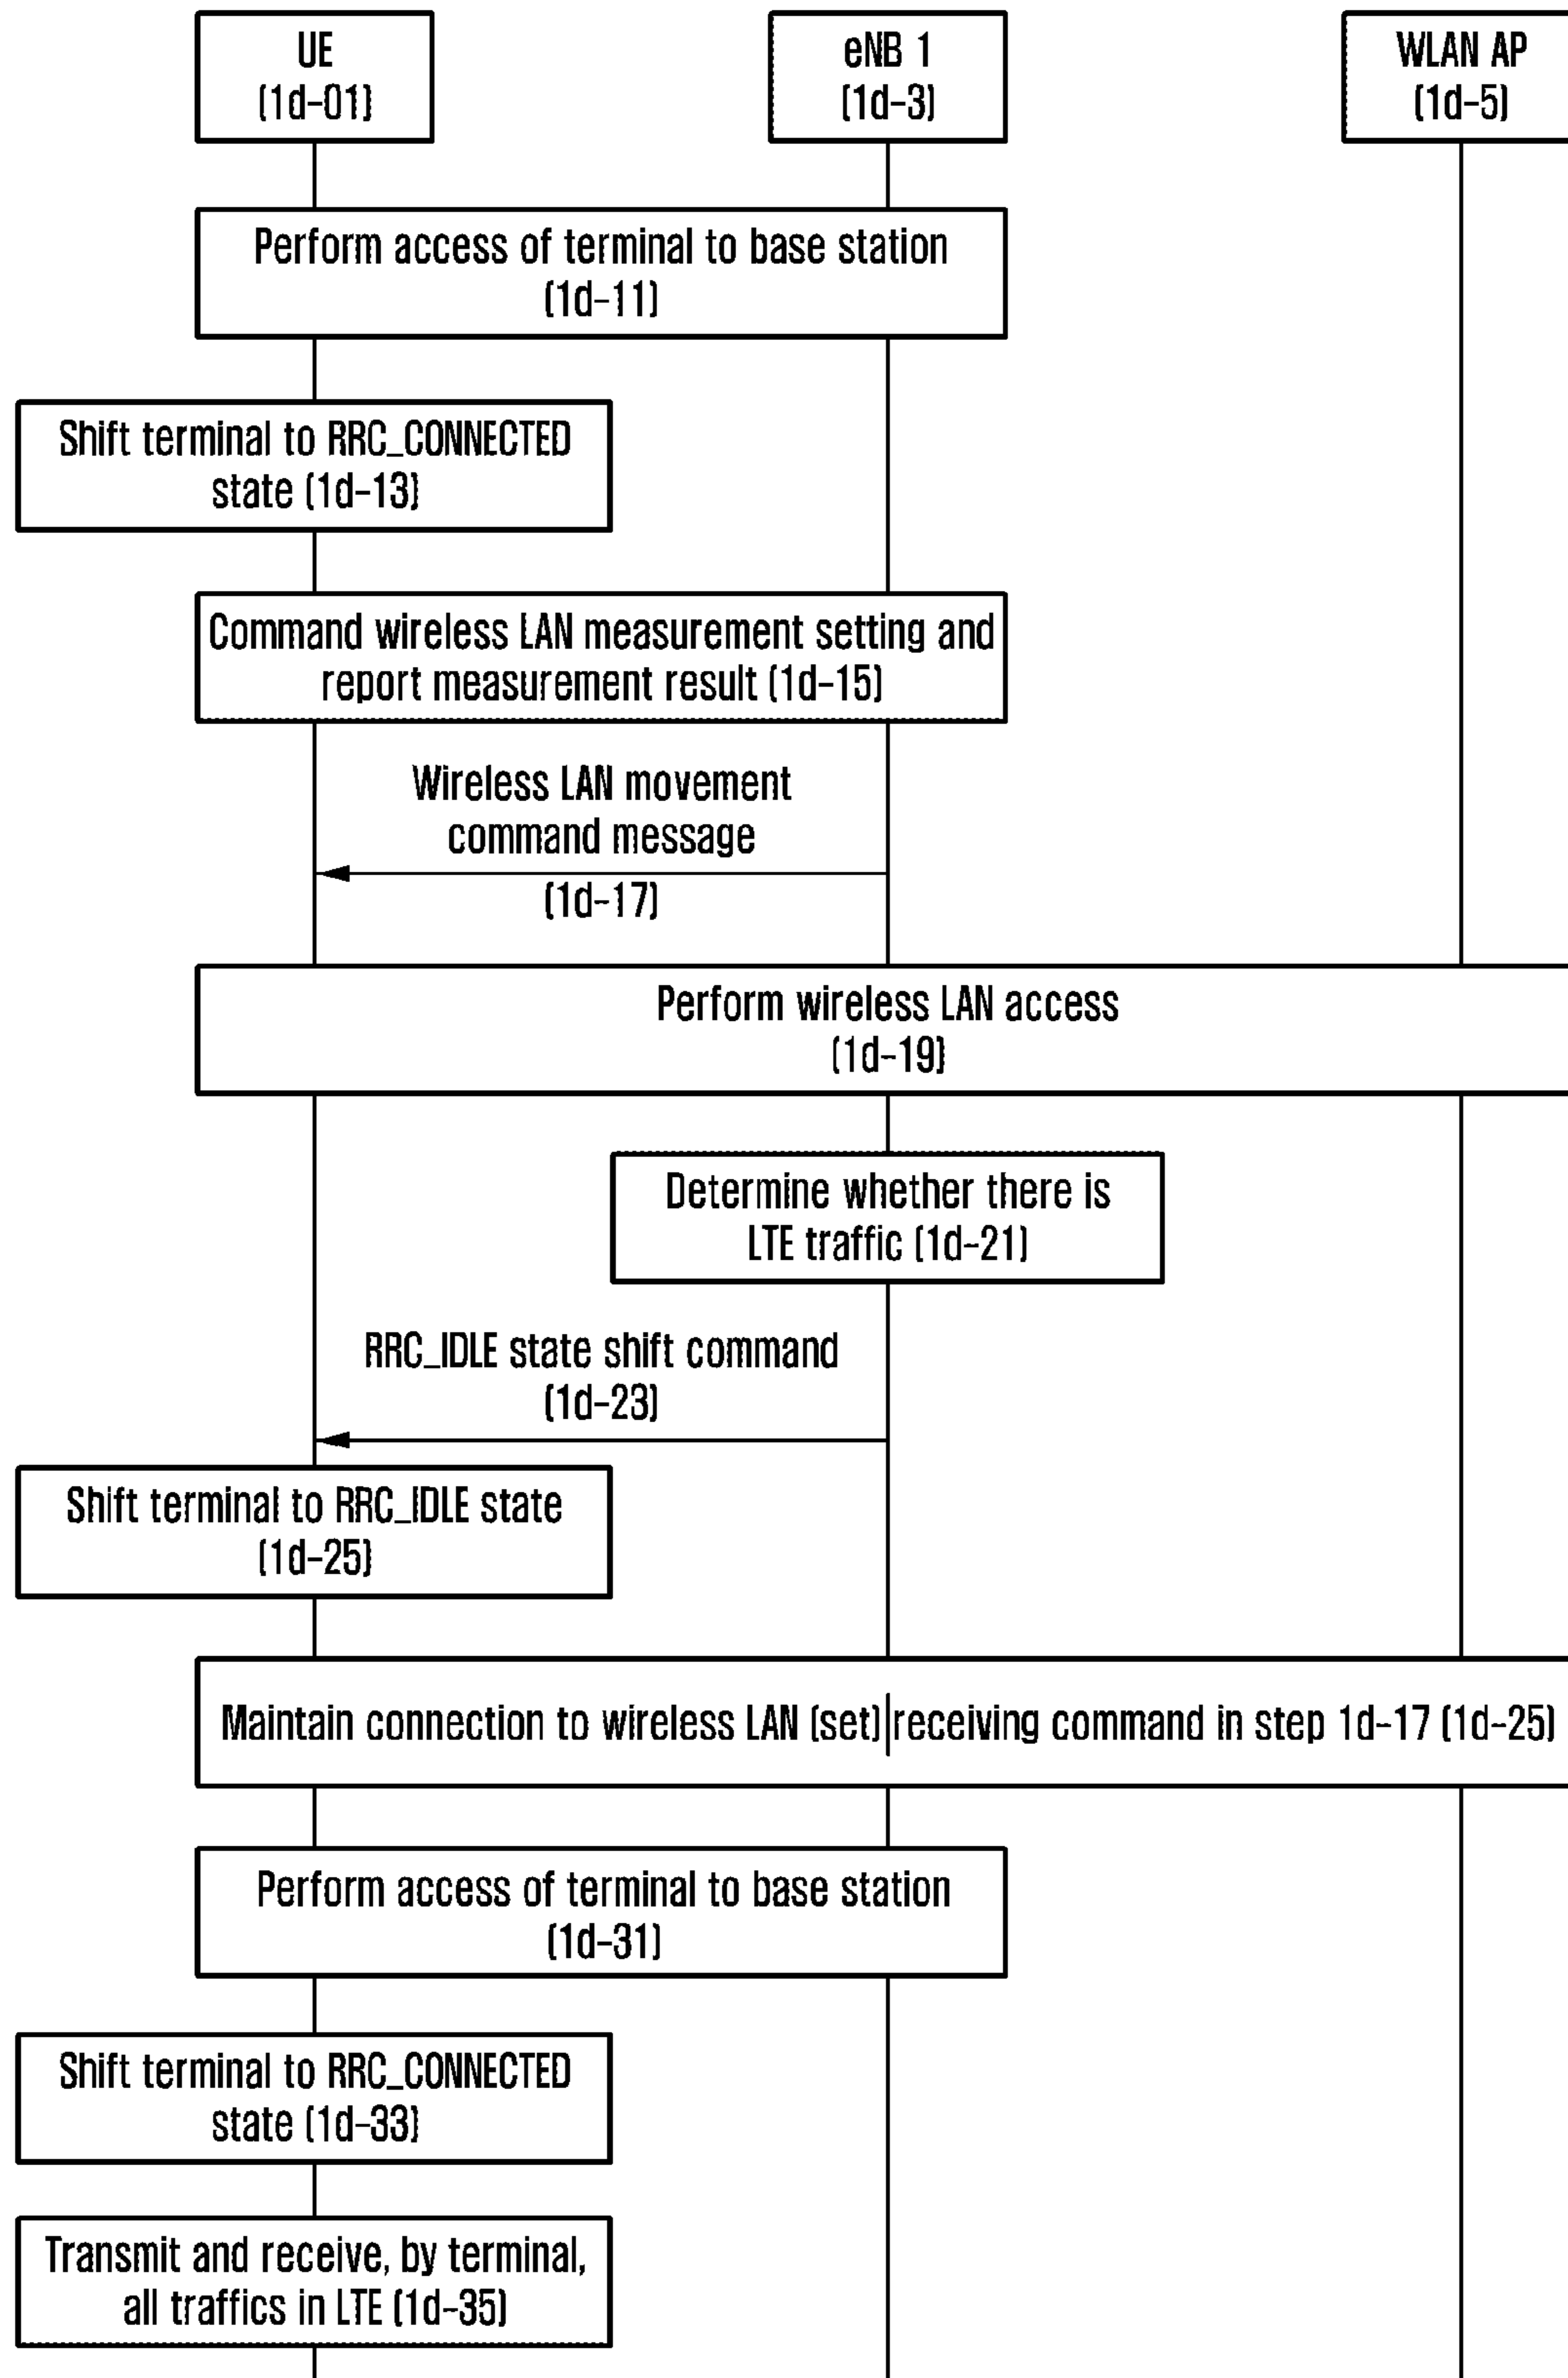 UE
(1d-01)
eNB 1
(1d-3)
WLAN AP
(1d-5)
Perform access of terminal to base station
(1d-11)
Shift terminal to RRC_CONNECTED
state (1d-13)
Command wireless LAN measurement setting and
report measurement result (1d-15)
Wireless LAN movement
command message
(1d-17)
Perform wireless LAN access
(1d-19)
Determine whether there is
LTE traffic (1d-21)
RRC_IDLE state shift command
(1d-23)
Shift terminal to RRC_IDLE state
(1d-25)
Maintain connection to wireless LAN (set) receiving command in step 1d-17 (1d-25)
Perform access of terminal to base station
(1d-31)
Shift terminal to RRC_CONNECTED
state (1d-33)
Transmit and receive, by terminal,
all traffics in LTE (1d-35)